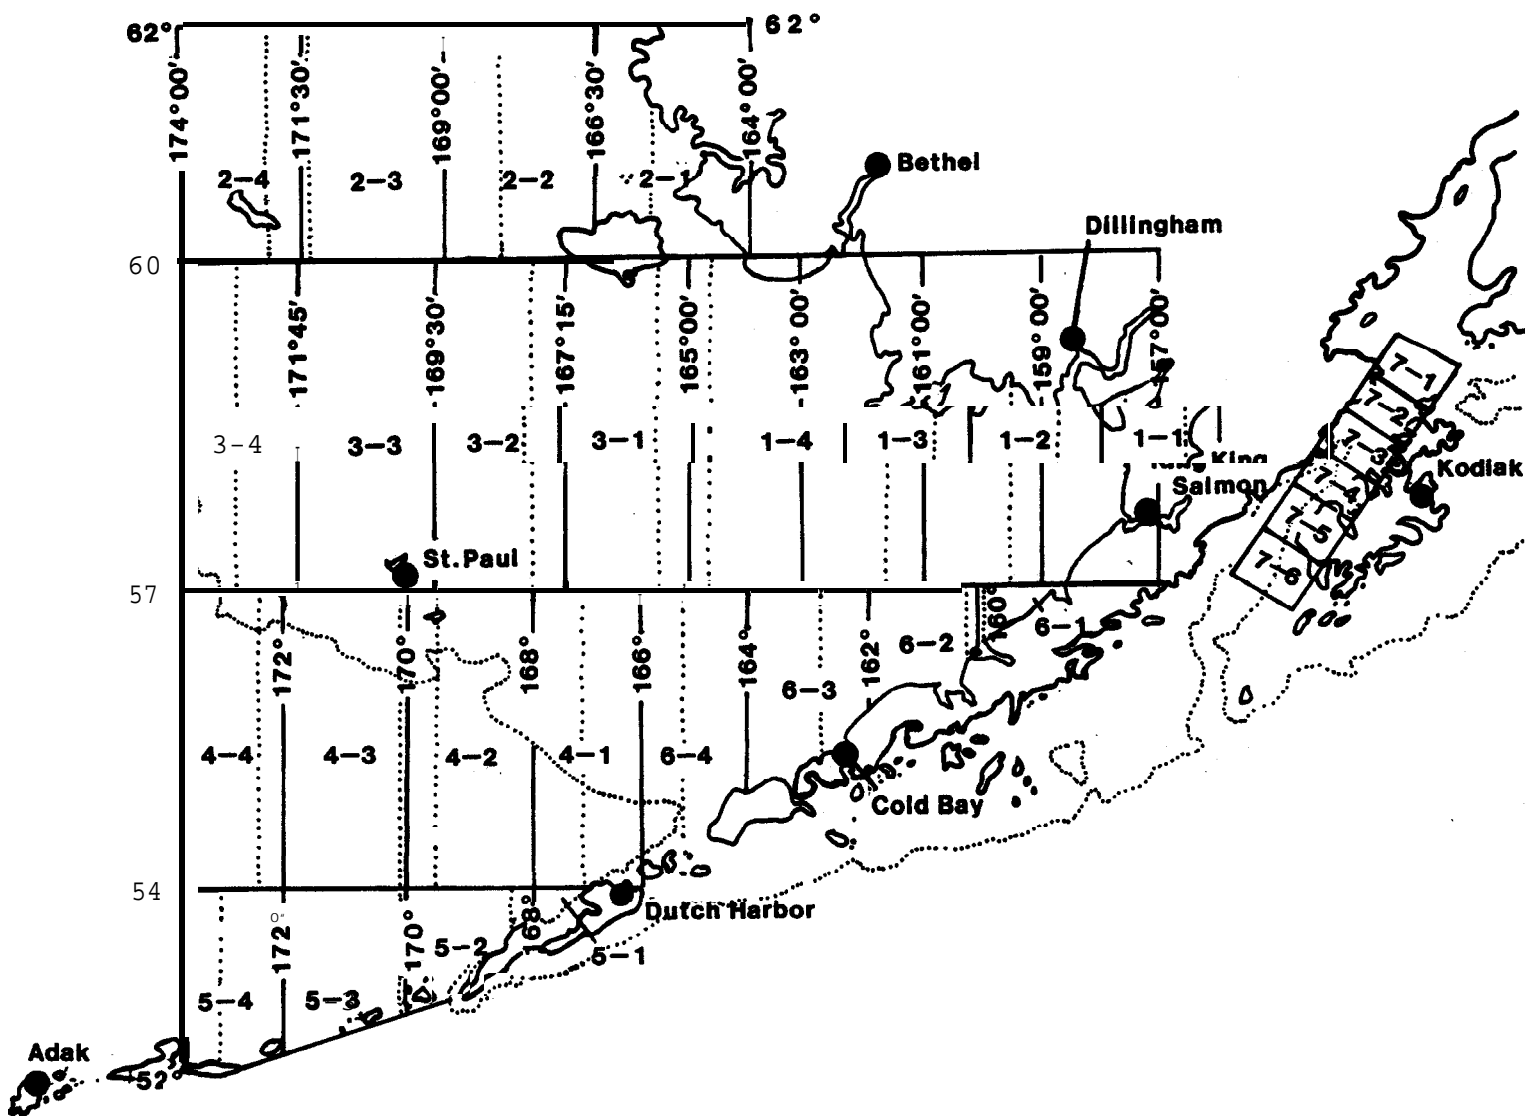 62° 62°
174°00′ 171°30′ 169°00′ 166°30′ 164°00′
2-4 2-3 2-2 2-1
Bethel
Dillingham
60
171°45′ 169°30′ 167°15′ 165°00′ 163°00′ 161°00′ 159°00′ 157°00′
7-1
7-2
7-3
7-4
7-5
7-6
3-4 3-3 3-2 3-1 1-4 1-3 1-2 1-1
King
Salmon
Kodiak
St.Paul
57
172° 170° 168° 166° 164° 162° 160°
6-1
6-2
6-3
4-4 4-3 4-2 4-1 6-4
Cold Bay
54
Dutch Harbor
172 170° 168°
5-2
5-1
5-4 5-3
Adak
52°